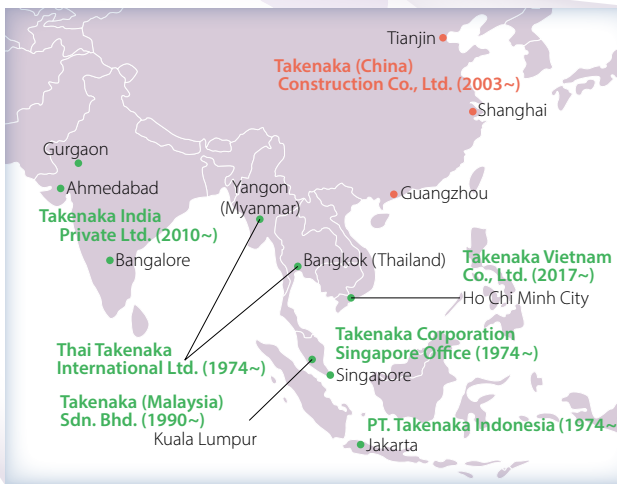 Tianjin
Takenaka (China)
Construction Co., Ltd. (2003~)
Shanghai
Gurgaon
Ahmedabad
Yangon
(Myanmar)
Guangzhou
Takenaka India
Private Ltd. (2010~)
Bangalore
Bangkok (Thailand)
Takenaka Vietnam
Co., Ltd. (2017~)
Ho Chi Minh City
Thai Takenaka
International Ltd. (1974~)
Takenaka Corporation
Singapore Office (1974~)
Singapore
Takenaka (Malaysia)
Sdn. Bhd. (1990~)
Kuala Lumpur
PT. Takenaka Indonesia (1974~
Jakarta